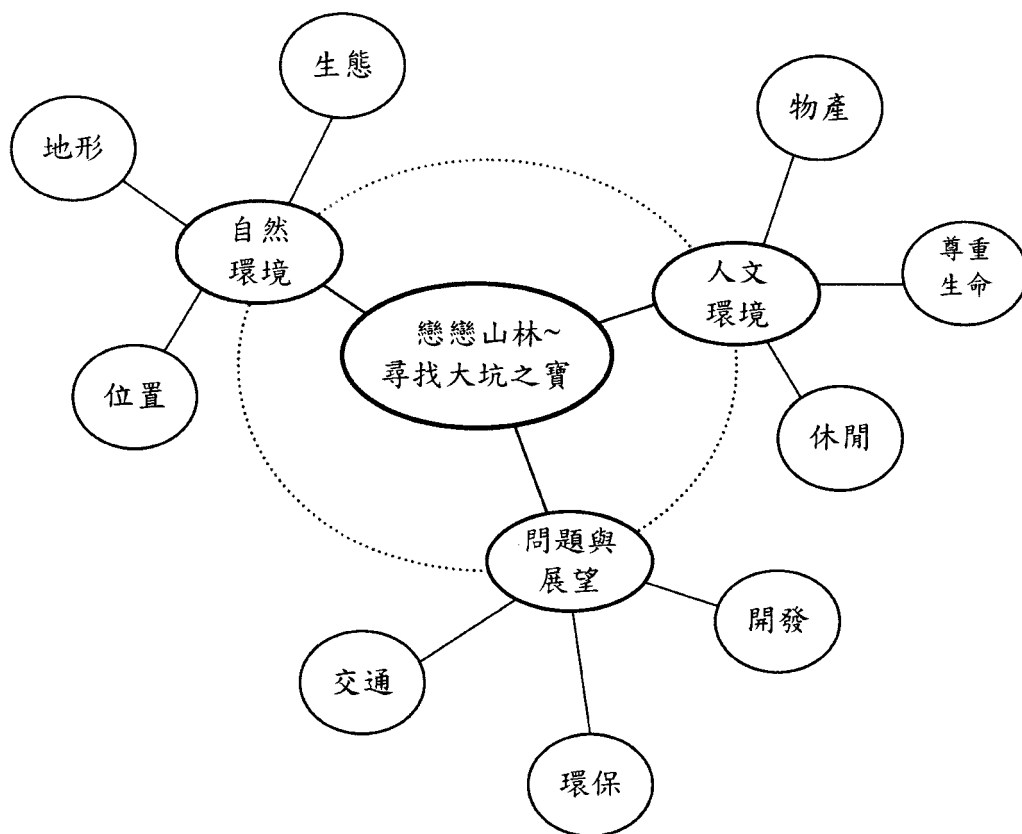 生態
物產
地形
自然
環境
尊重
生命
人文
環境
戀戀山林~
尋找大坑之寶
位置
休閒
問題與
展望
開發
交通
環保